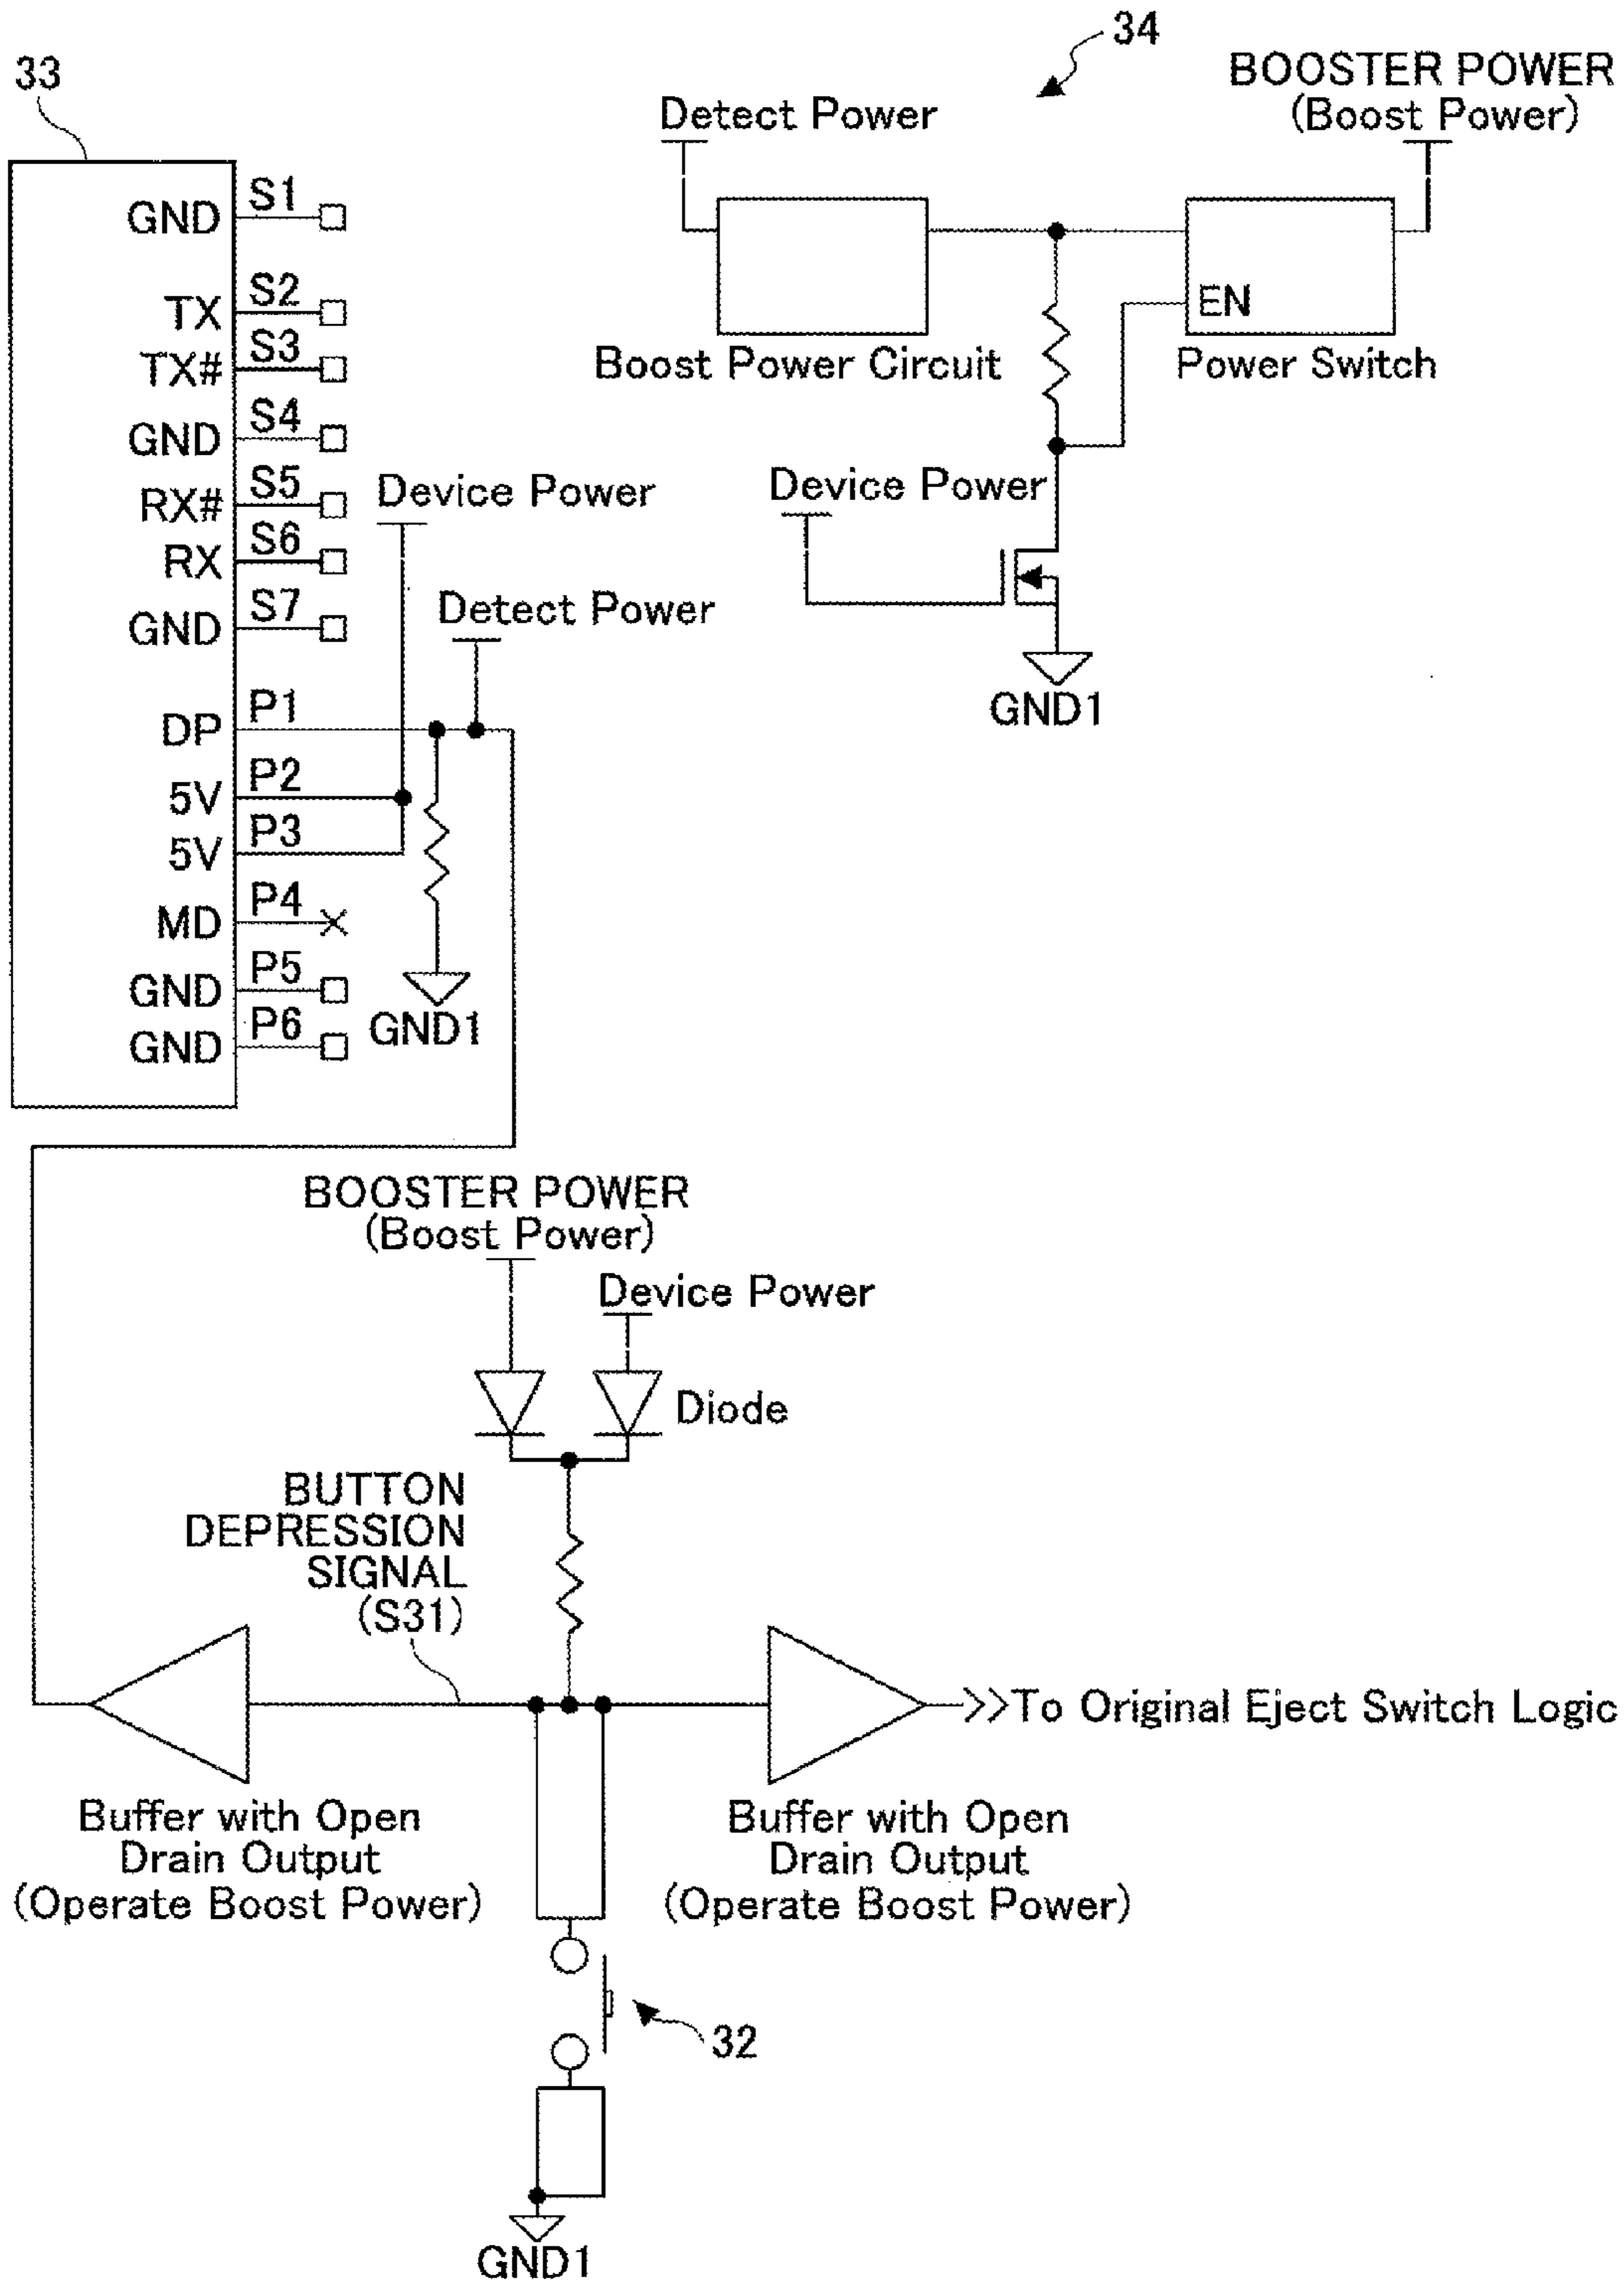 34
33
BOOSTER POWER
(Boost Power)
Detect Power
GND S1
TX S2
TX# S3
GND S4
RX# S5
RX S6
GND S7
DP P1
5V P2
5V P3
MD P4
GND P5
GND P6
EN
Boost Power Circuit
Power Switch
Device Power
Device Power
Detect Power
GND1
GND1
BOOSTER POWER
(Boost Power)
Device Power
Diode
BUTTON
DEPRESSION
SIGNAL
(S31)
To Original Eject Switch Logic
Buffer with Open
Drain Output
(Operate Boost Power)
Buffer with Open
Drain Output
(Operate Boost Power)
32
GND1